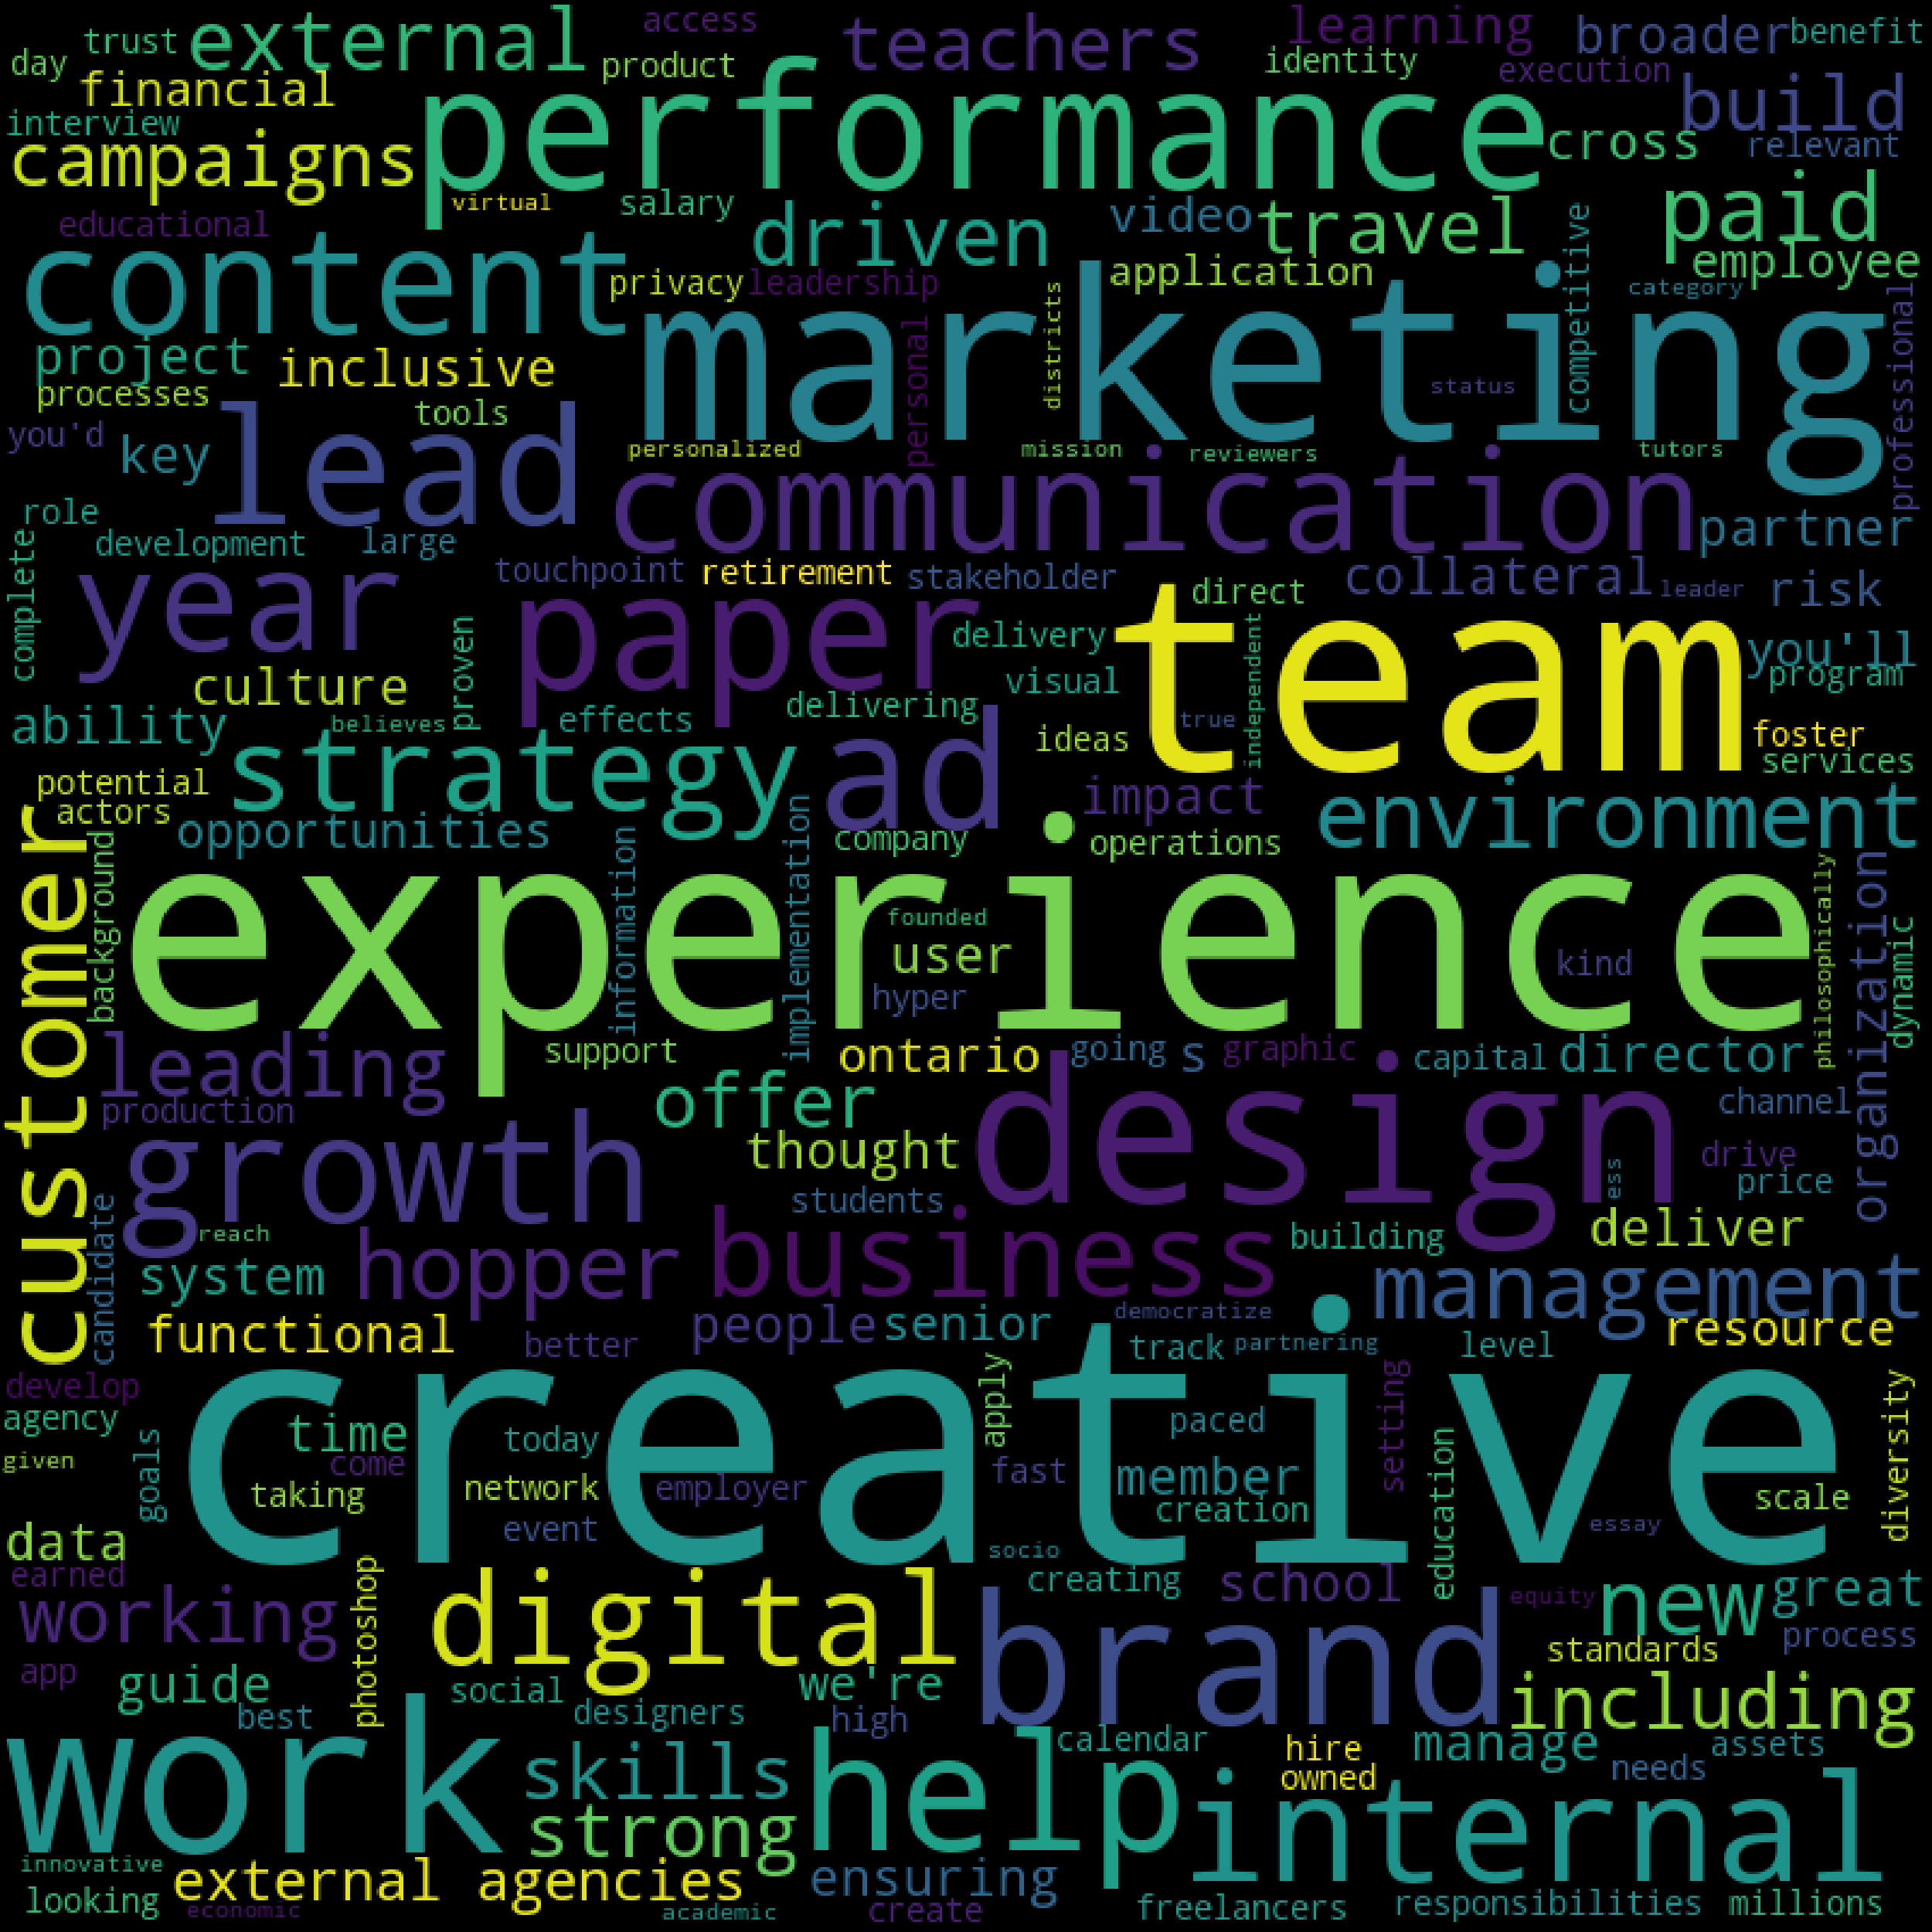 external
access
teachers
learning
broader
benefit
day
trust
product
identity
execution
financial
performance
build
interview
campaigns
cross
relevant
virtual
salary
educational
content
driven
video
travel
paid
employee
privacy
leadership
application
competitive
category
professional
project
inclusive
personal
districts
marketing
status
processes
tools
you'd
key
lead
personalized
mission
reviewers
tutors
role
communication
partner
development
large
complete
year
touchpoint
retirement
stakeholder
direct
collateral
leader
risk
paper
delivery
team
you'll
culture
proven
visual
independent
program
ability
believes
effects
delivering
ideas
true
foster
strategy
ad
services
potential
actors
impact
environment
opportunities
company
operations
customer
background
experience
information
implementation
founded
user
hyper
kind
philosophically
organization
dynamic
leading
support
ontario
going
s
graphic
capital
director
production
offer
design
channel
growth
thought
drive
students
ess
price
candidate
reach
business
building
deliver
system
hopper
management
functional
better
people
senior
democratize
track
partnering
level
resource
develop
creative
agency
time
today
apply
paced
setting
diversity
given
goals
come
taking
network
employer
fast
member
creation
education
scale
data
event
essay
socio
earned
photoshop
digital
creating
school
equity
new
great
working
brand
standards
process
app
guide
social
we're
including
best
designers
high
work
skills
help
calendar
hire
manage
assets
owned
needs
strong
internal
innovative
external agencies
ensuring
looking
economic
academic
create
freelancers
responsibilities
millions